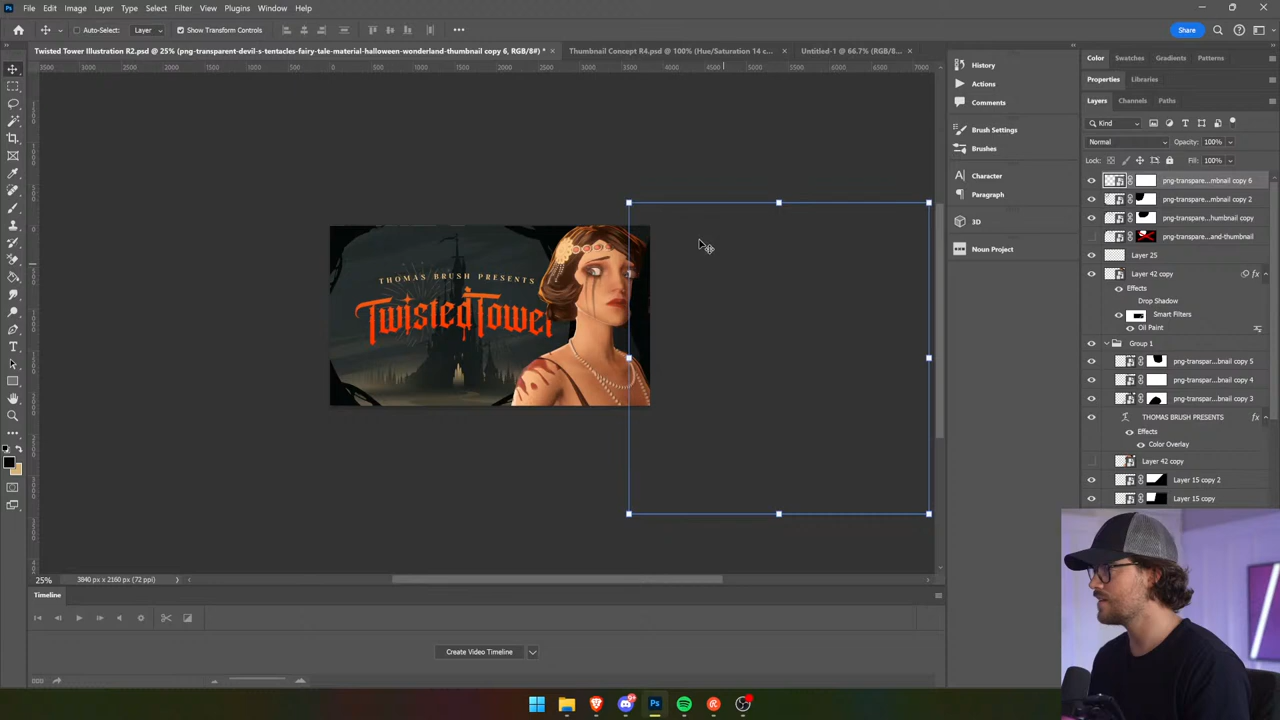 File Edit Image Layer Type Select Filter View Plugins Window Help
Auto-Select: Layer Show Transform Controls Share
Twisted Tower Illustration R2.psd @ 25% (png-transparent-devil-s-tentacles-fairy-tale-material-halloween-wonderland-thumbnail copy 6, RGB/8#) * Thumbnail Concept R4.psd @ 100% (Hue/Saturation 14 c... Untitled-1 @ 66.7% (RGB/8...
History
Actions
Comments
Brush Settings
Brushes
Character
Paragraph
3D
Noun Project
THOMAS BRUSH PRESENTS
TwistedTower
Color Swatches Gradients Patterns
Properties Libraries
Layers Channels Paths
Kind
Normal Opacity: 100%
Lock: Fill: 100%
png-transpare...mbnail copy 6
png-transpare...mbnail copy 2
png-transpare...humbnail copy
png-transpare...and-thumbnail
Layer 25
Layer 42 copy fx
Effects
Drop Shadow
Smart Filters
Oil Paint
Group 1
png-transpar...bnail copy 5
png-transpar...bnail copy 4
png-transpar...bnail copy 3
T THOMAS BRUSH PRESENTS fx
Effects
Color Overlay
Layer 42 copy
Layer 15 copy 2
Layer 15 copy
25% 3840 px x 2160 px (72 ppi)
Timeline
Create Video Timeline